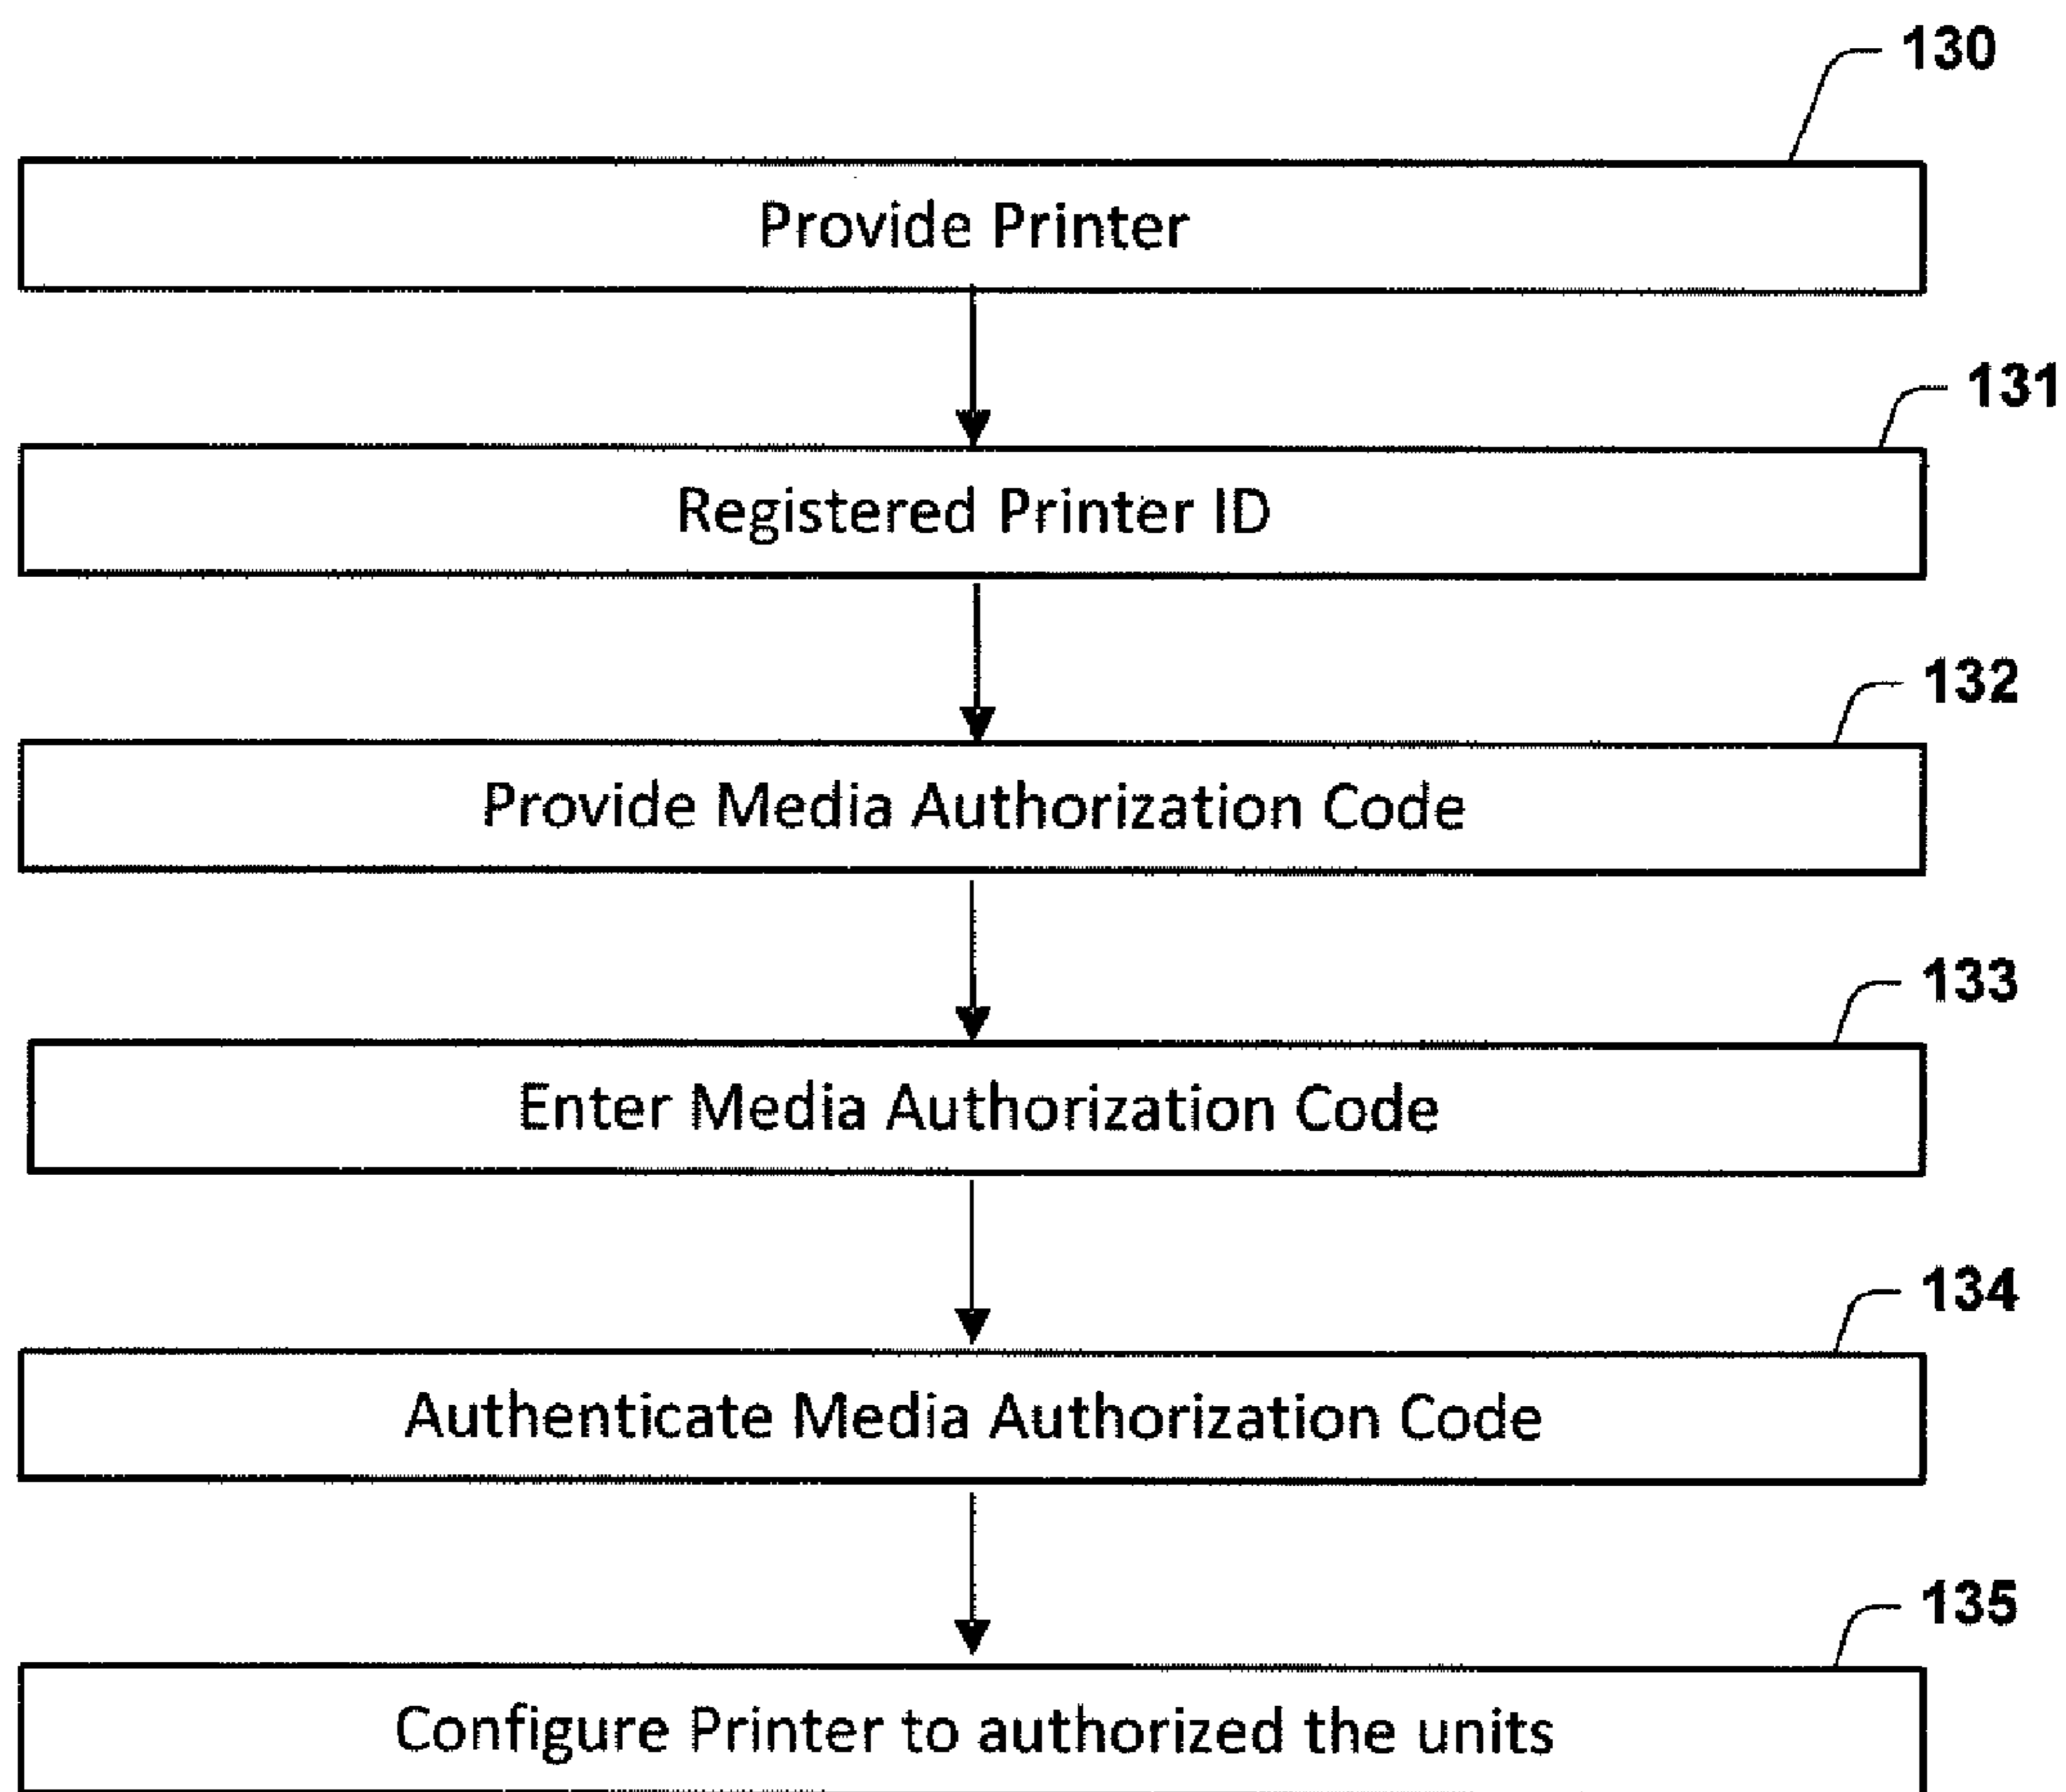 130
Provide Printer
131
Registered Printer ID
132
Provide Media Authorization Code
133
Enter Media Authorization Code
134
Authenticate Media Authorization Code
135
Configure Printer to authorized the units